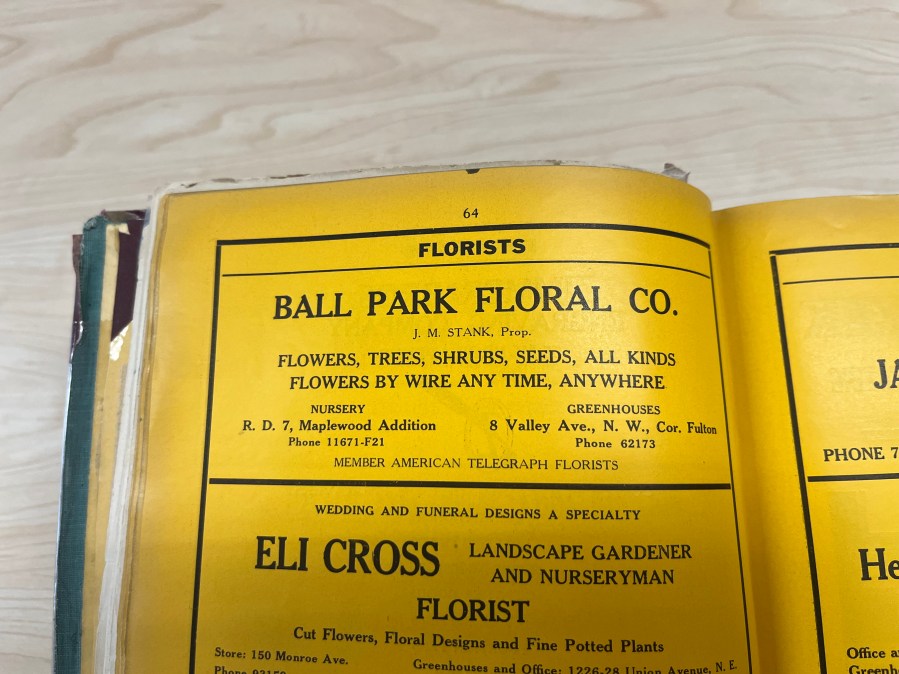 64
FLORISTS
BALL PARK FLORAL CO.
J. M. STANK, Prop.
FLOWERS, TREES, SHRUBS, SEEDS, ALL KINDS
FLOWERS BY WIRE ANY TIME, ANYWHERE
NURSERY
R. D. 7, Maplewood Addition
Phone 11671-F21
GREENHOUSES
8 Valley Ave., N. W., Cor. Fulton
Phone 62173
MEMBER AMERICAN TELEGRAPH FLORISTS
WEDDING AND FUNERAL DESIGNS A SPECIALTY
ELI CROSS
LANDSCAPE GARDENER
AND NURSERYMAN
FLORIST
Cut Flowers, Floral Designs and Fine Potted Plants
Store: 150 Monroe Ave.
Greenhouses and Office: 1226-28 Union Avenue, N. E.
Phone
JA
PHONE 7
He
Office
Greenho